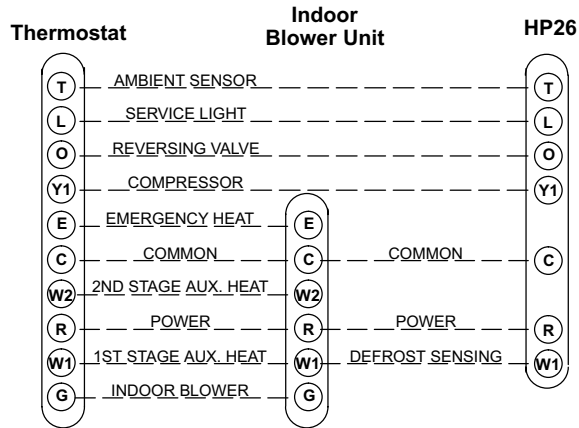 Thermostat
Indoor
Blower Unit
HP26
T AMBIENT SENSOR T
L SERVICE LIGHT L
O REVERSING VALVE O
Y1 COMPRESSOR Y1
E EMERGENCY HEAT E
C COMMON C COMMON C
W2 2ND STAGE AUX. HEAT W2
R POWER R POWER R
W1 1ST STAGE AUX. HEAT W1 DEFROST SENSING W1
G INDOOR BLOWER G